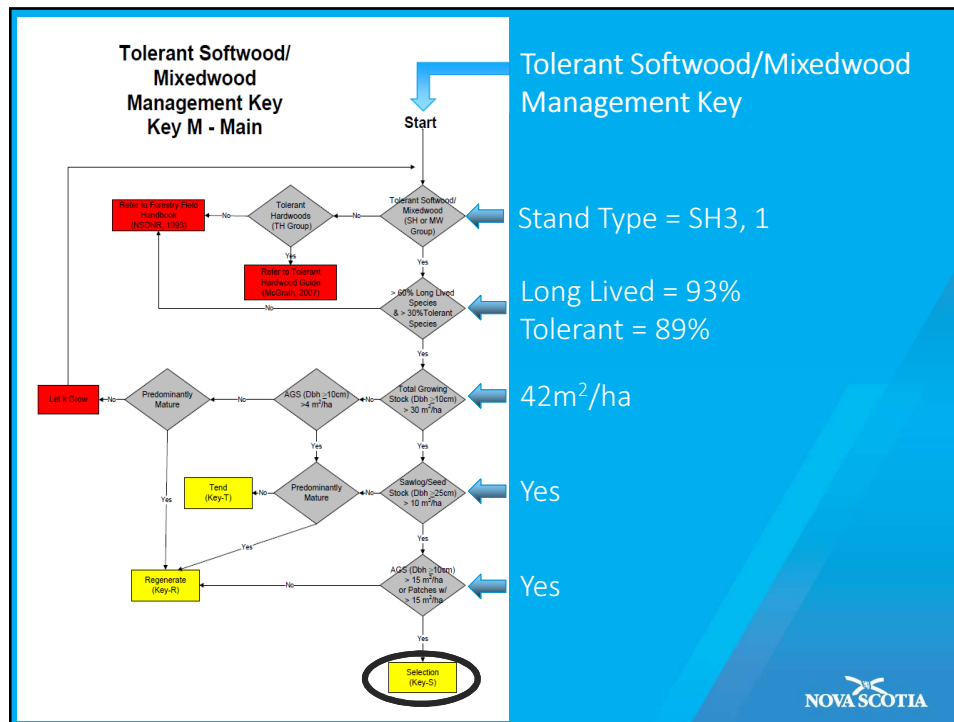 Tolerant Softwood/
Mixedwood
Management Key
Key M - Main
Start
Tolerant Softwood/
Mixedwood
(SH or MW
Group)
No
Tolerant
Hardwoods
(TH Group)
No
Refer to Forestry Field
Handbook
(NSDNR, 1993)
Yes
Refer to Tolerant
Hardwood Guide
(McGrath, 2007)
Yes
> 60% Long Lived
Species
& > 30%Tolerant
Species
No
Yes
Total Growing
Stock (Dbh ≥10cm)
> 30 m²/ha
No
AGS (Dbh ≥10cm)
>4 m²/ha
No
Predominantly
Mature
No
Let it Grow
Yes
Yes
Yes
Sawlog/Seed
Stock (Dbh ≥25cm)
> 10 m²/ha
No
Predominantly
Mature
No
Tend
(Key-T)
Yes
Yes
AGS (Dbh ≥10cm)
> 15 m²/ha
or Patches w/
> 15 m²/ha
No
Regenerate
(Key-R)
Yes
Selection
(Key-S)
Tolerant Softwood/Mixedwood
Management Key
Stand Type = SH3, 1
Long Lived = 93%
Tolerant = 89%
42m²/ha
Yes
Yes
NOVA SCOTIA